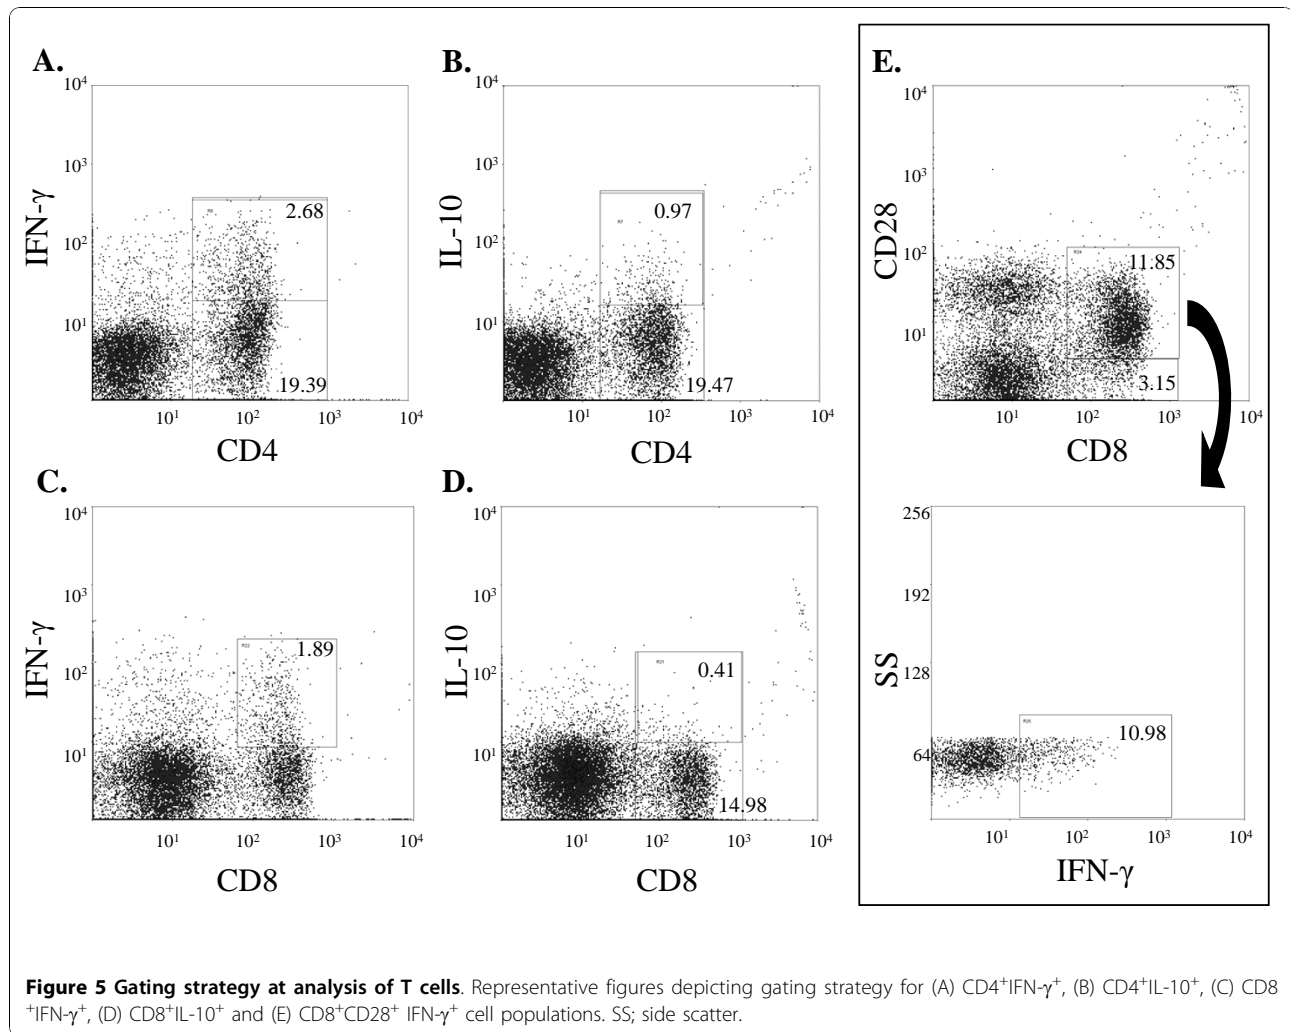 A.
10⁴
10³
10²
10¹
IFN-γ
R8
2.68
19.39
10¹ 10² 10³ 10⁴
CD4
B.
10⁴
10³
10²
10¹
IL-10
R7
0.97
19.47
10¹ 10² 10³ 10⁴
CD4
E.
10⁴
10³
10²
10¹
CD28
11.85
3.15
10¹ 10² 10³ 10⁴
CD8
C.
10⁴
10³
10²
10¹
IFN-γ
R22
1.89
10¹ 10² 10³ 10⁴
CD8
D.
10⁴
10³
10²
10¹
IL-10
R21
0.41
14.98
10¹ 10² 10³ 10⁴
CD8
256
192
128
64
SS
10.98
10¹ 10² 10³ 10⁴
IFN-γ
Figure 5 Gating strategy at analysis of T cells. Representative figures depicting gating strategy for (A) CD4⁺IFN-γ⁺, (B) CD4⁺IL-10⁺, (C) CD8
⁺IFN-γ⁺, (D) CD8⁺IL-10⁺ and (E) CD8⁺CD28⁺ IFN-γ⁺ cell populations. SS; side scatter.